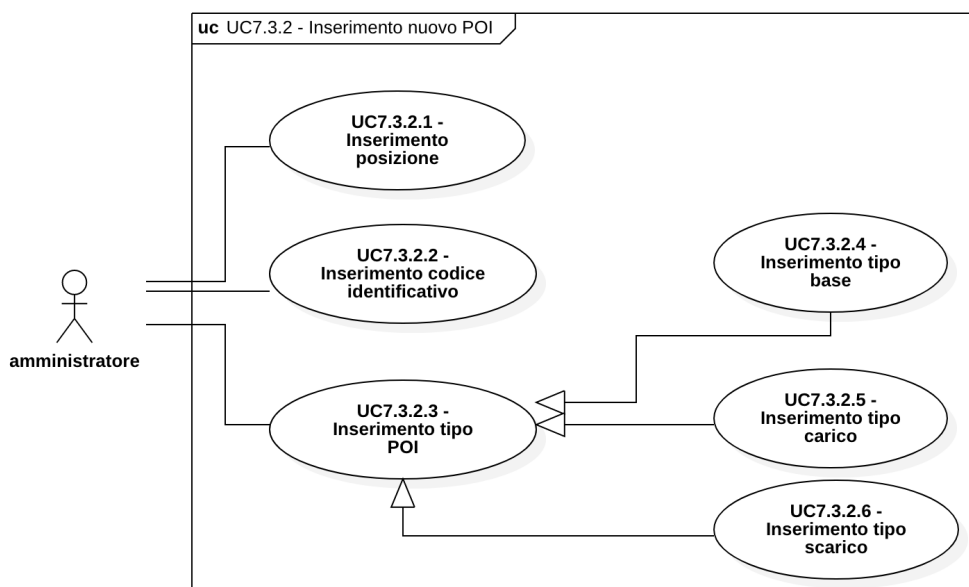 uc UC7.3.2 - Inserimento nuovo POI
UC7.3.2.1 -
Inserimento
posizione
UC7.3.2.2 -
Inserimento codice
identificativo
UC7.3.2.4 -
Inserimento tipo
base
amministratore
UC7.3.2.3 -
Inserimento tipo
POI
UC7.3.2.5 -
Inserimento tipo
carico
UC7.3.2.6 -
Inserimento tipo
scarico